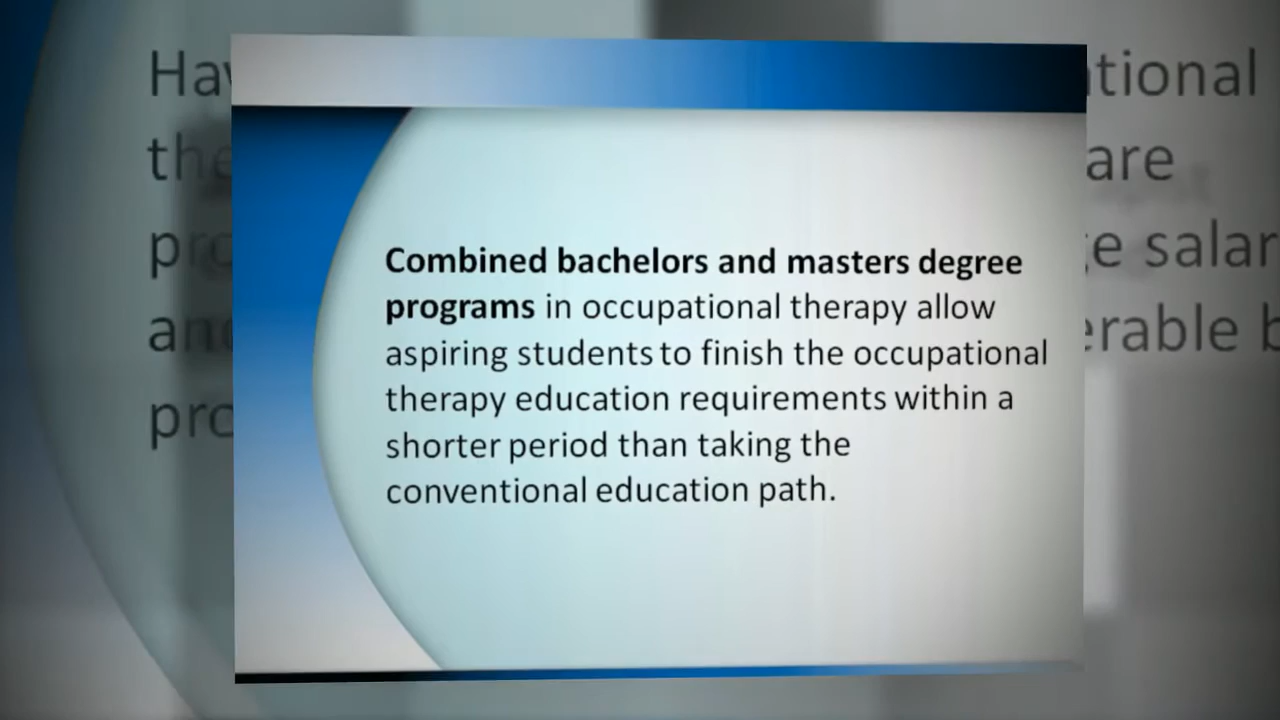 Combined bachelors and masters degree
programs in occupational therapy allow
aspiring students to finish the occupational
therapy education requirements within a
shorter period than taking the
conventional education path.
are